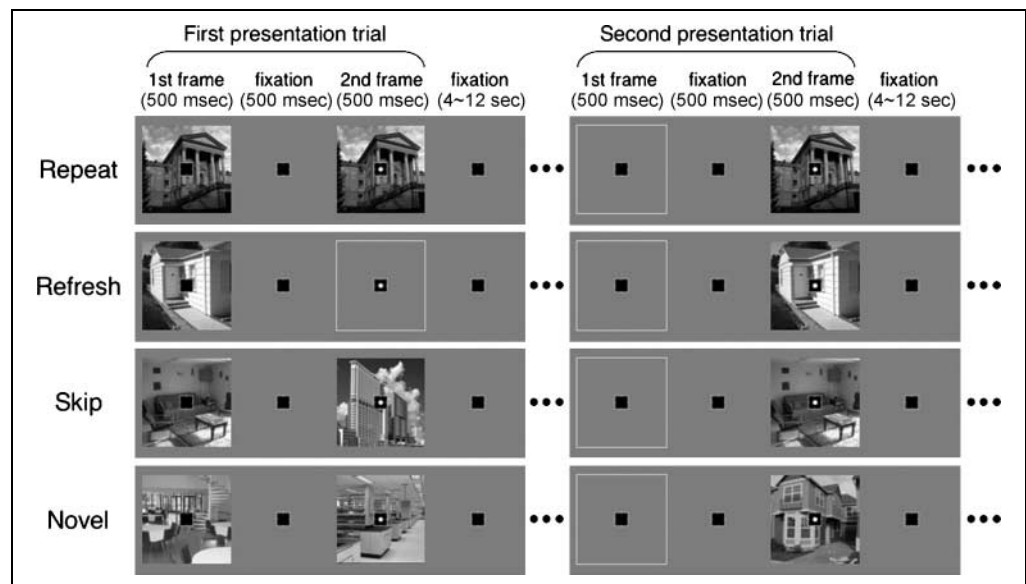 First presentation trial Second presentation trial
1st frame fixation 2nd frame fixation 1st frame fixation 2nd frame fixation
(500 msec) (500 msec) (500 msec) (4~12 sec) (500 msec) (500 msec) (500 msec) (4~12 sec)
Repeat
Refresh
Skip
Novel